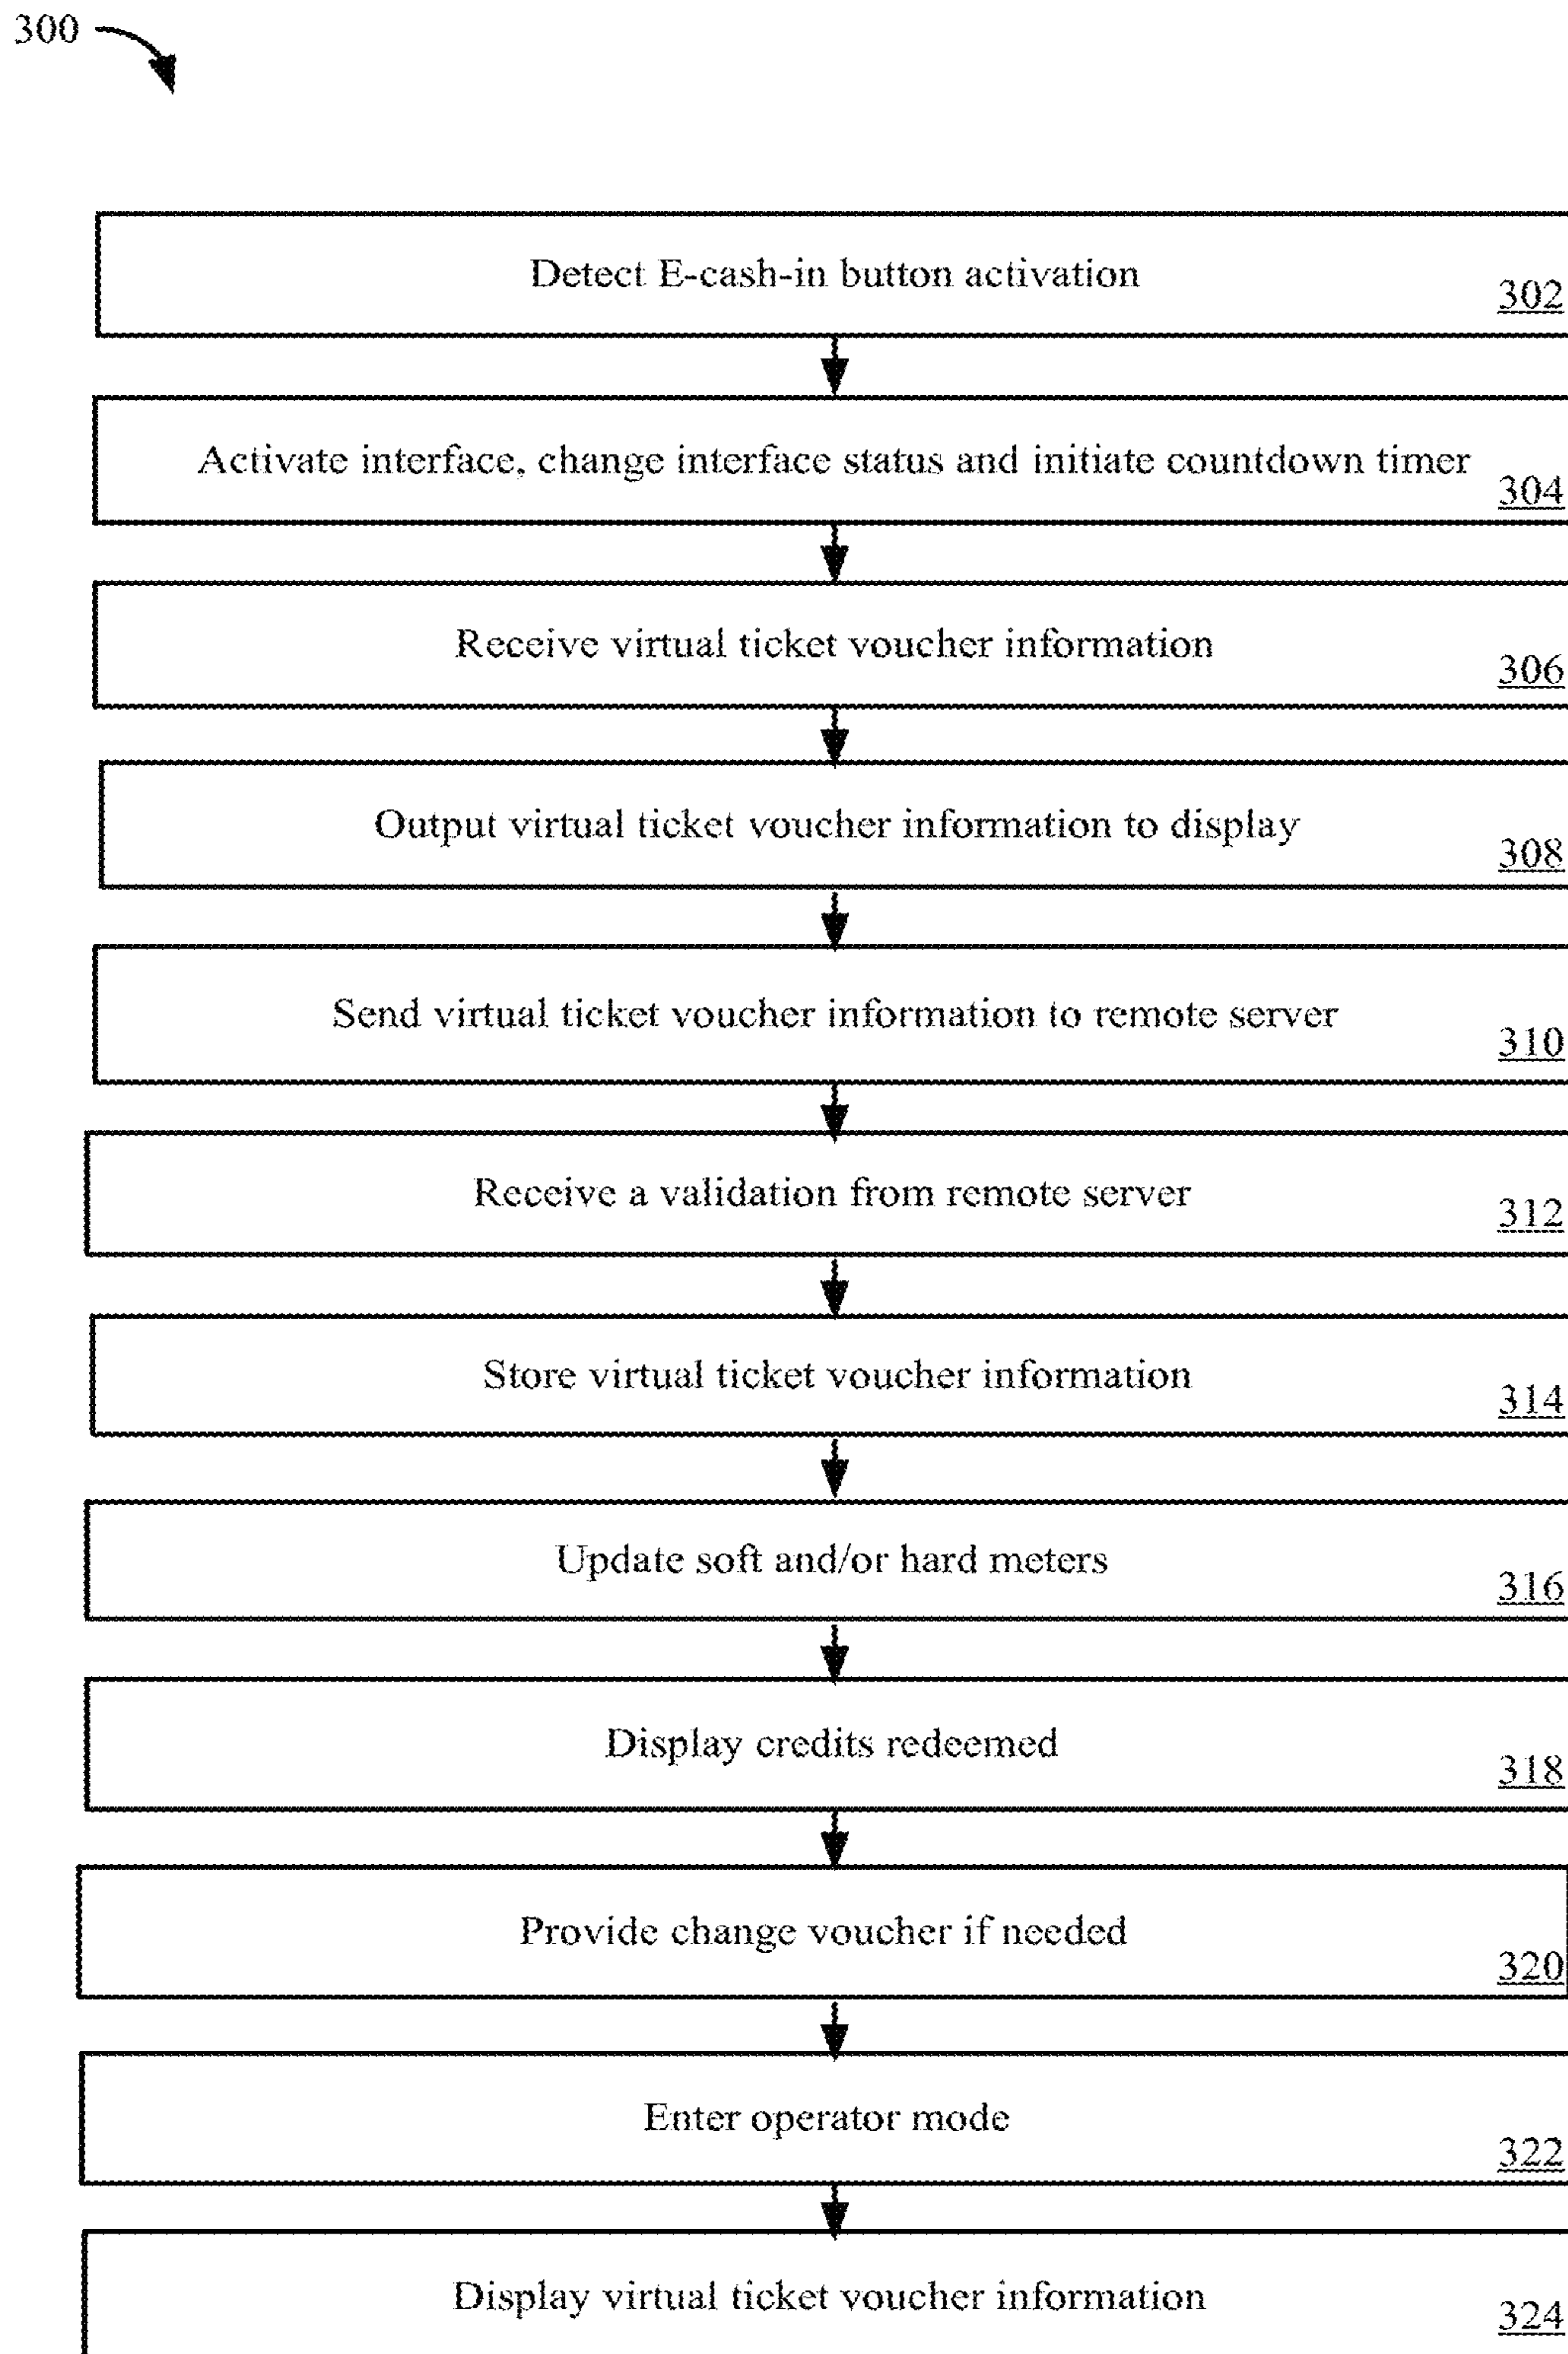 300
Detect E-cash-in button activation
302
Activate interface, change interface status and initiate countdown timer
304
Receive virtual ticket voucher information
306
Output virtual ticket voucher information to display
308
Send virtual ticket voucher information to remote server
310
Receive a validation from remote server
312
Store virtual ticket voucher information
314
Update soft and/or hard meters
316
Display credits redeemed
318
Provide change voucher if needed
320
Enter operator mode
322
Display virtual ticket voucher information
324